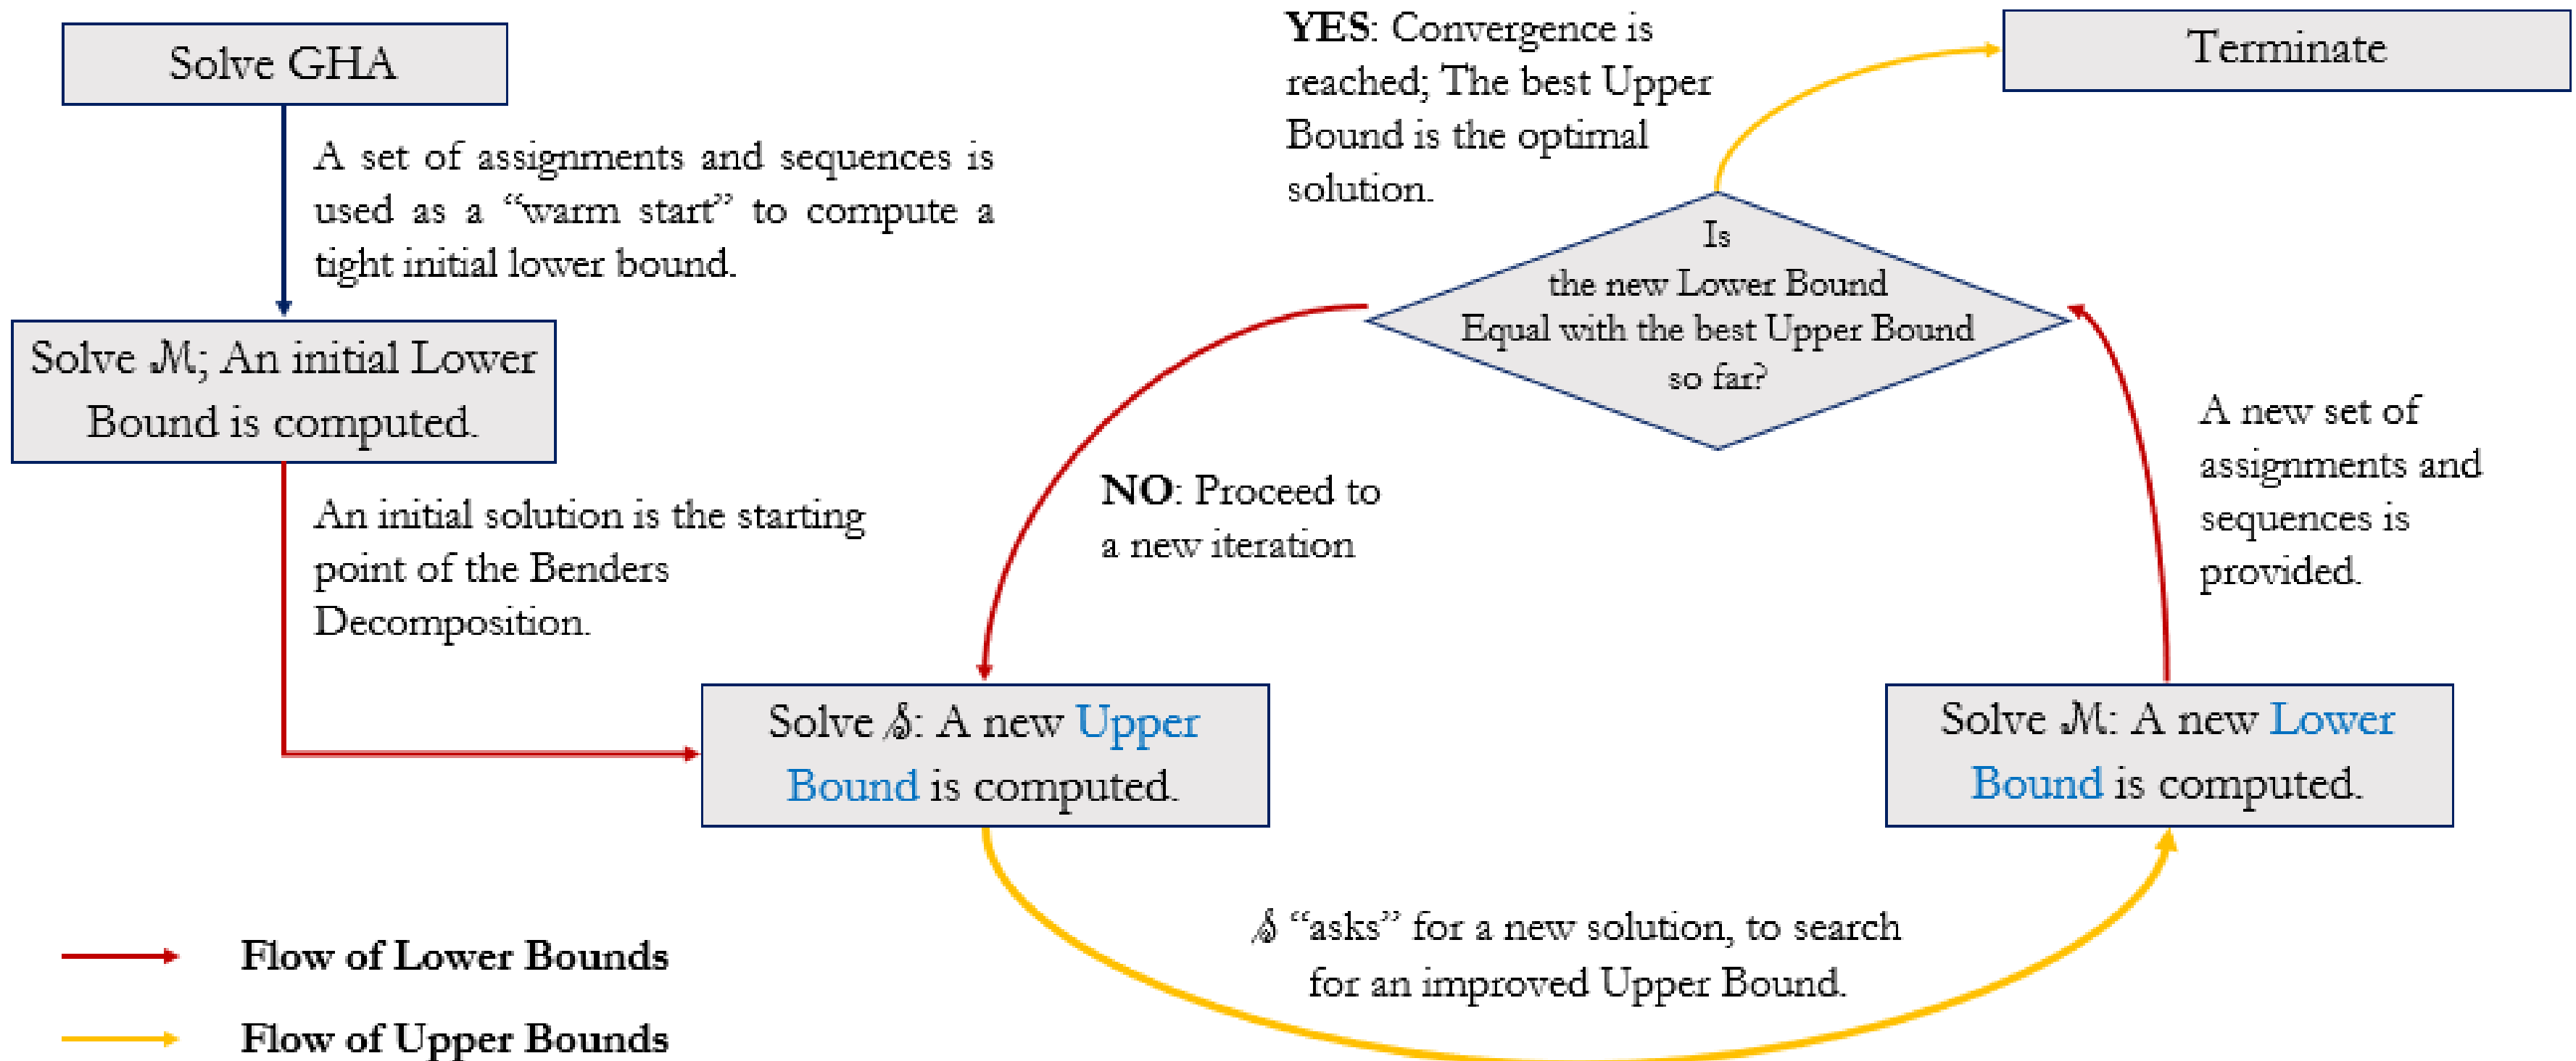 Solve GHA
A set of assignments and sequences is
used as a “warm start” to compute a
tight initial lower bound.
Solve ℳ; An initial Lower
Bound is computed.
An initial solution is the starting
point of the Benders
Decomposition.
Solve 𝒮: A new Upper
Bound is computed.
𝒮 “asks” for a new solution, to search
for an improved Upper Bound.
Solve ℳ: A new Lower
Bound is computed.
A new set of
assignments and
sequences is
provided.
Is
the new Lower Bound
Equal with the best Upper Bound
so far?
NO: Proceed to
a new iteration
YES: Convergence is
reached; The best Upper
Bound is the optimal
solution.
Terminate
Flow of Lower Bounds
Flow of Upper Bounds